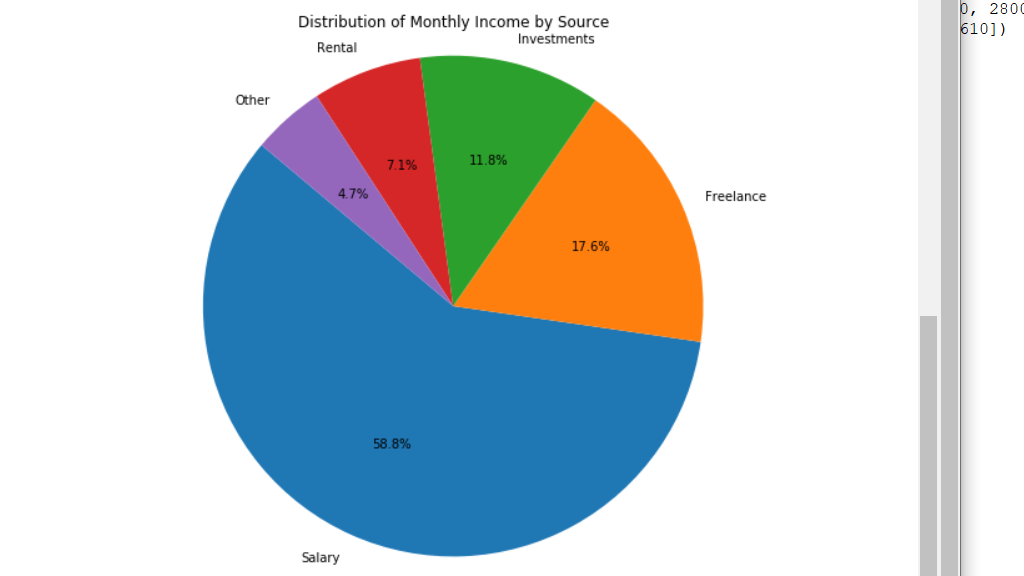 Distribution of Monthly Income by Source
Investments
Rental
Other
Freelance
Salary
11.8%
7.1%
4.7%
17.6%
58.8%
0, 2800
610])